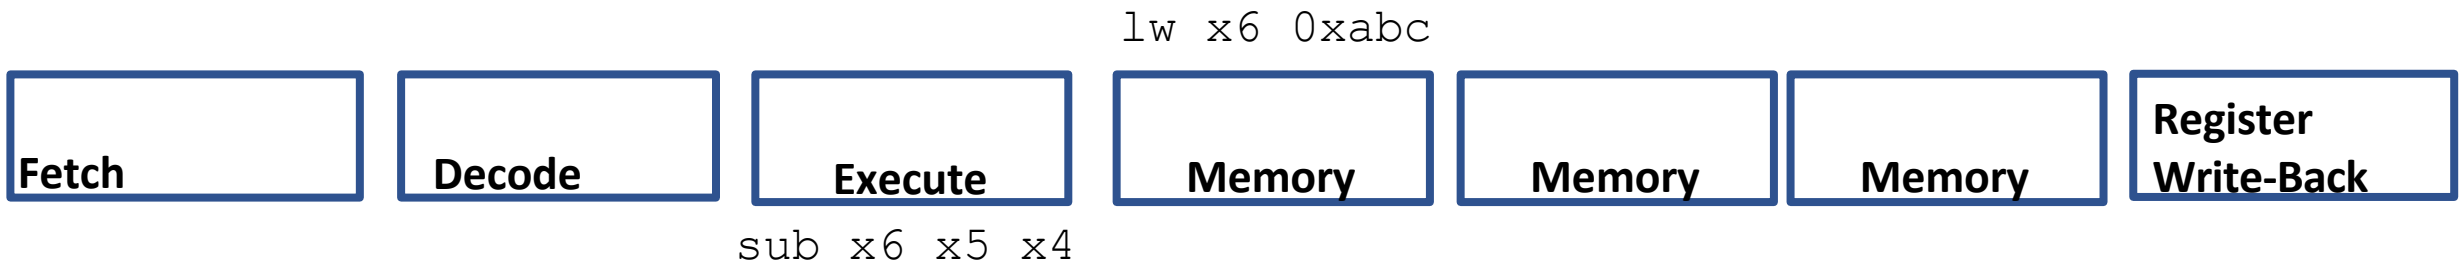 lw x6 0xabc
Fetch
Decode
Execute
Memory
Memory
Memory
Register
Write-Back
sub x6 x5 x4